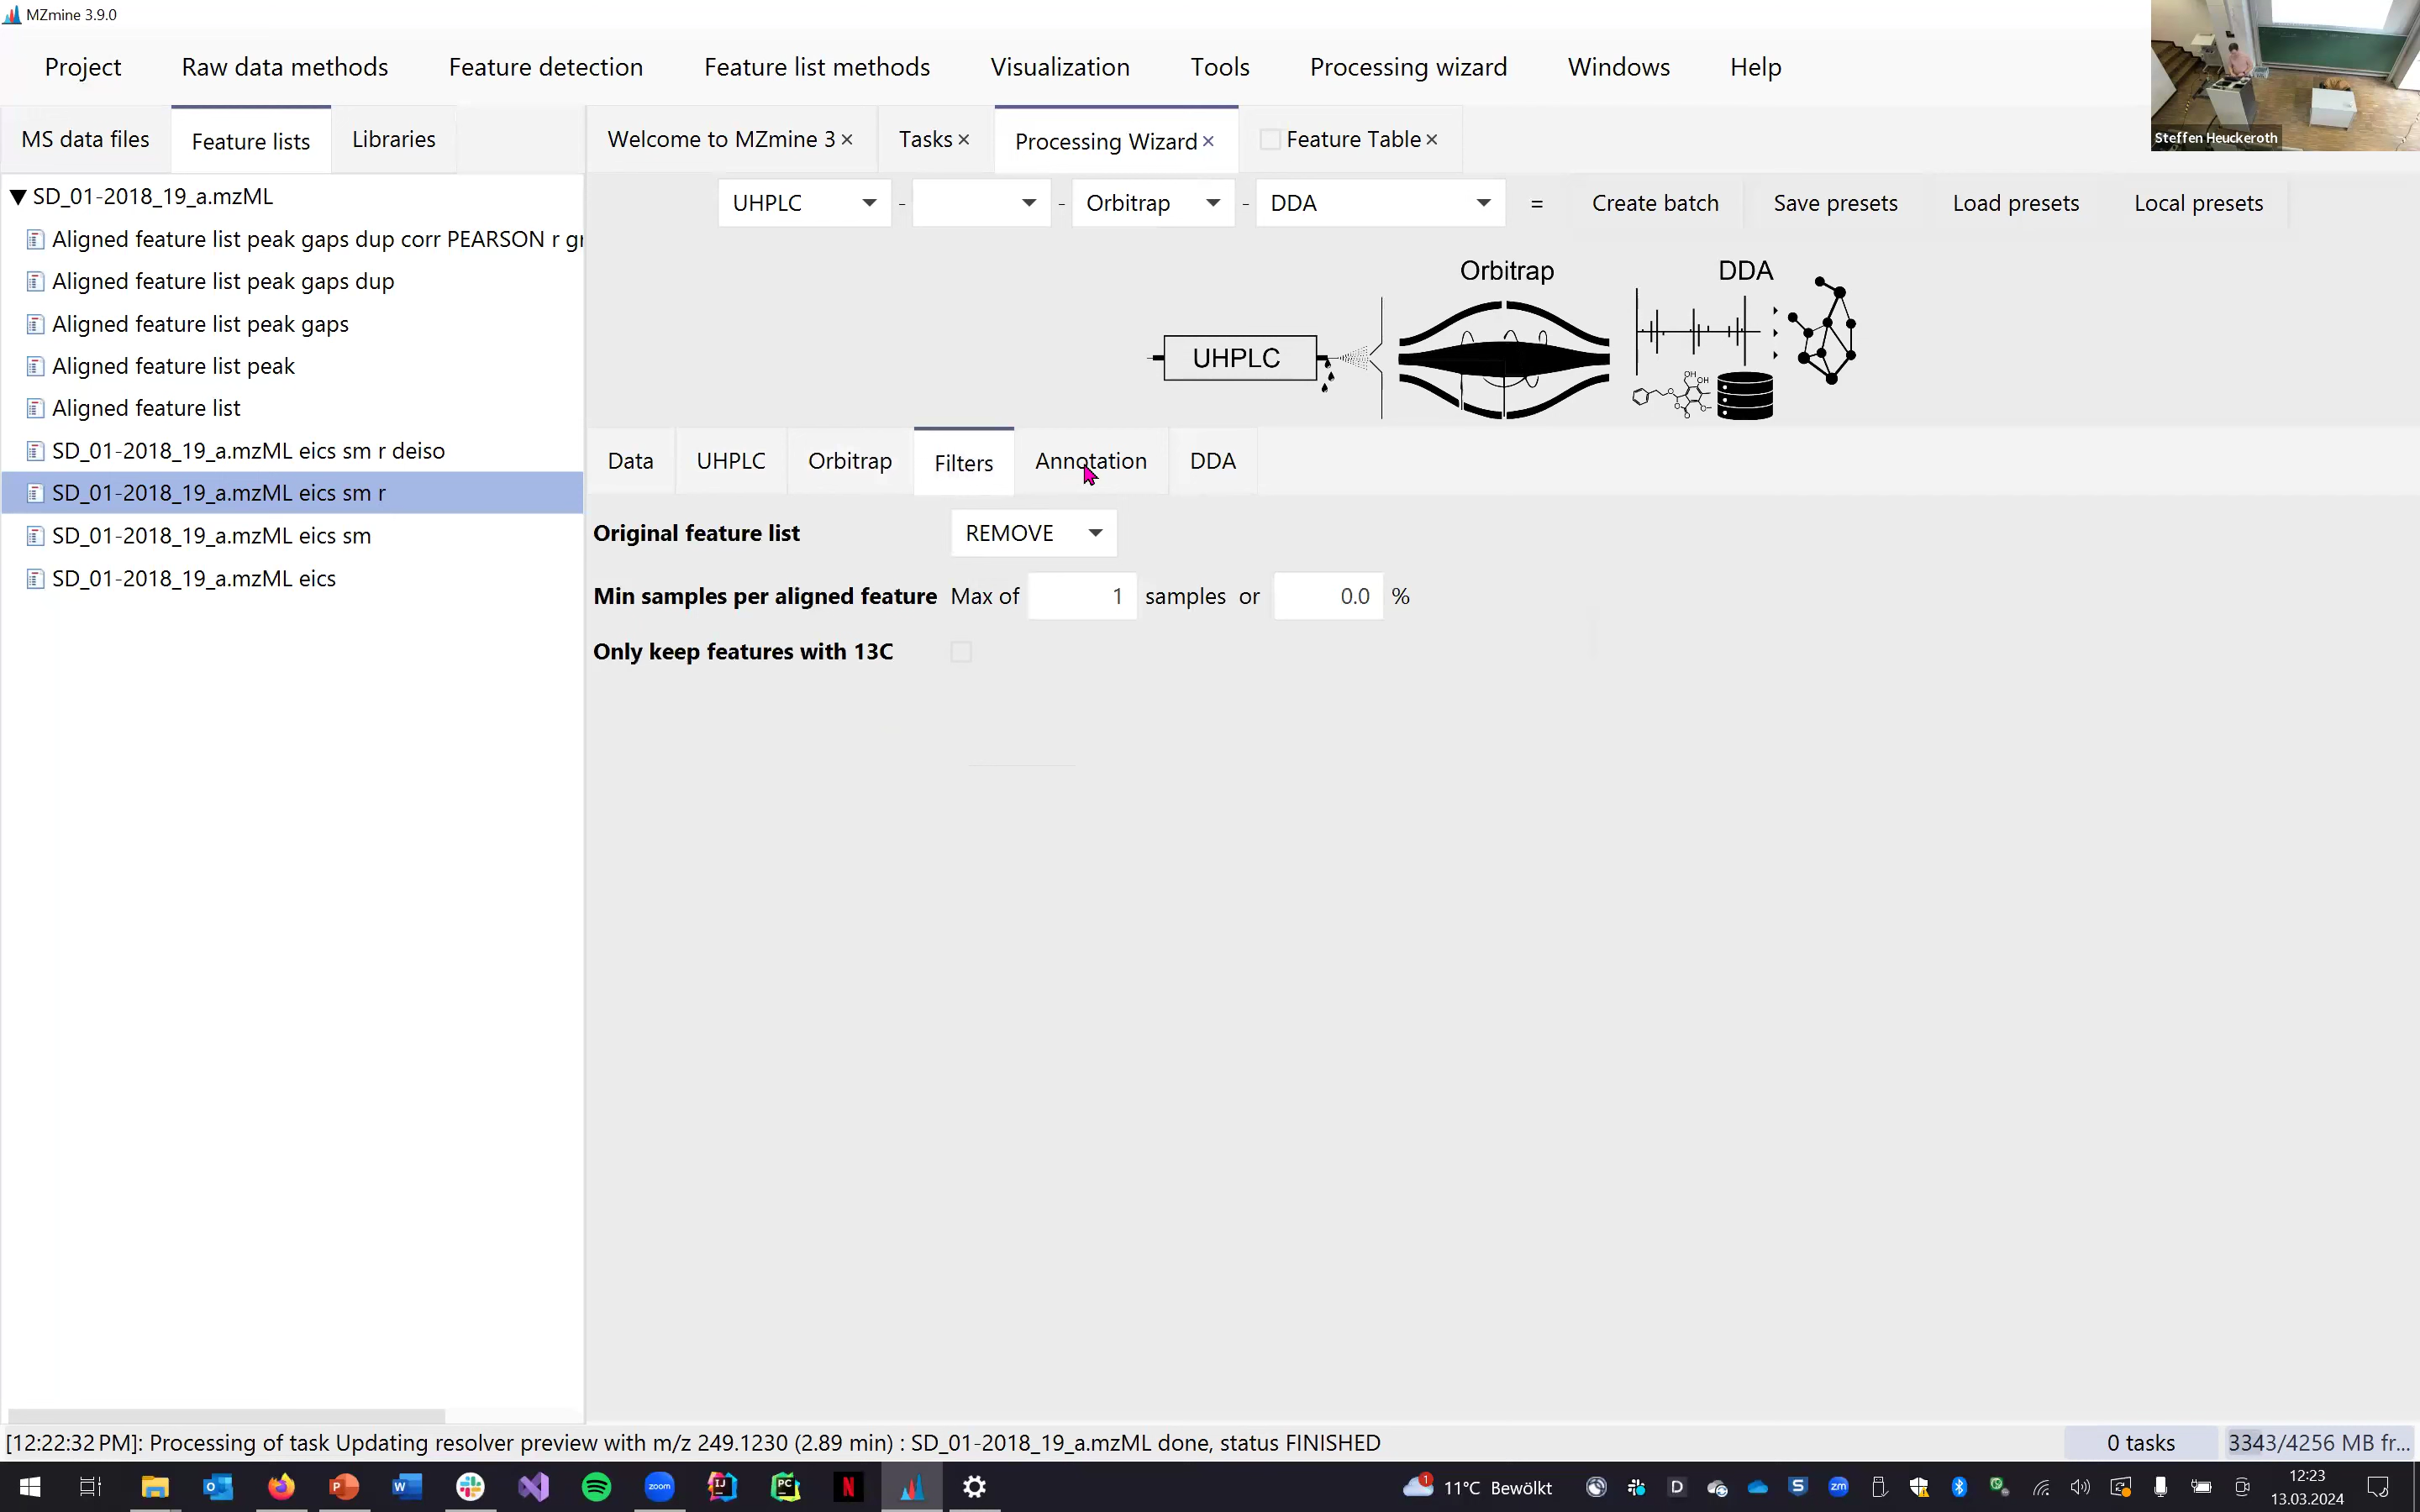 MZmine 3.9.0
Project Raw data methods Feature detection Feature list methods Visualization Tools Processing wizard Windows Help
Steffen Heuckeroth
MS data files Feature lists Libraries
Welcome to MZmine 3 × Tasks × Processing Wizard × Feature Table ×
SD_01-2018_19_a.mzML
Aligned feature list peak gaps dup corr PEARSON r gr
Aligned feature list peak gaps dup
Aligned feature list peak gaps
Aligned feature list peak
Aligned feature list
SD_01-2018_19_a.mzML eics sm r deiso
SD_01-2018_19_a.mzML eics sm r
SD_01-2018_19_a.mzML eics sm
SD_01-2018_19_a.mzML eics
UHPLC - - Orbitrap - DDA = Create batch Save presets Load presets Local presets
Orbitrap DDA
UHPLC
OH
OH
O
O
O
O
Data UHPLC Orbitrap Filters Annotation DDA
Original feature list REMOVE
Min samples per aligned feature Max of 1 samples or 0.0 %
Only keep features with 13C
[12:22:32 PM]: Processing of task Updating resolver preview with m/z 249.1230 (2.89 min) : SD_01-2018_19_a.mzML done, status FINISHED
0 tasks 3343/4256 MB fr...
zoom IJ PC N 1 11°C Bewölkt D S zm
12:23
13.03.2024